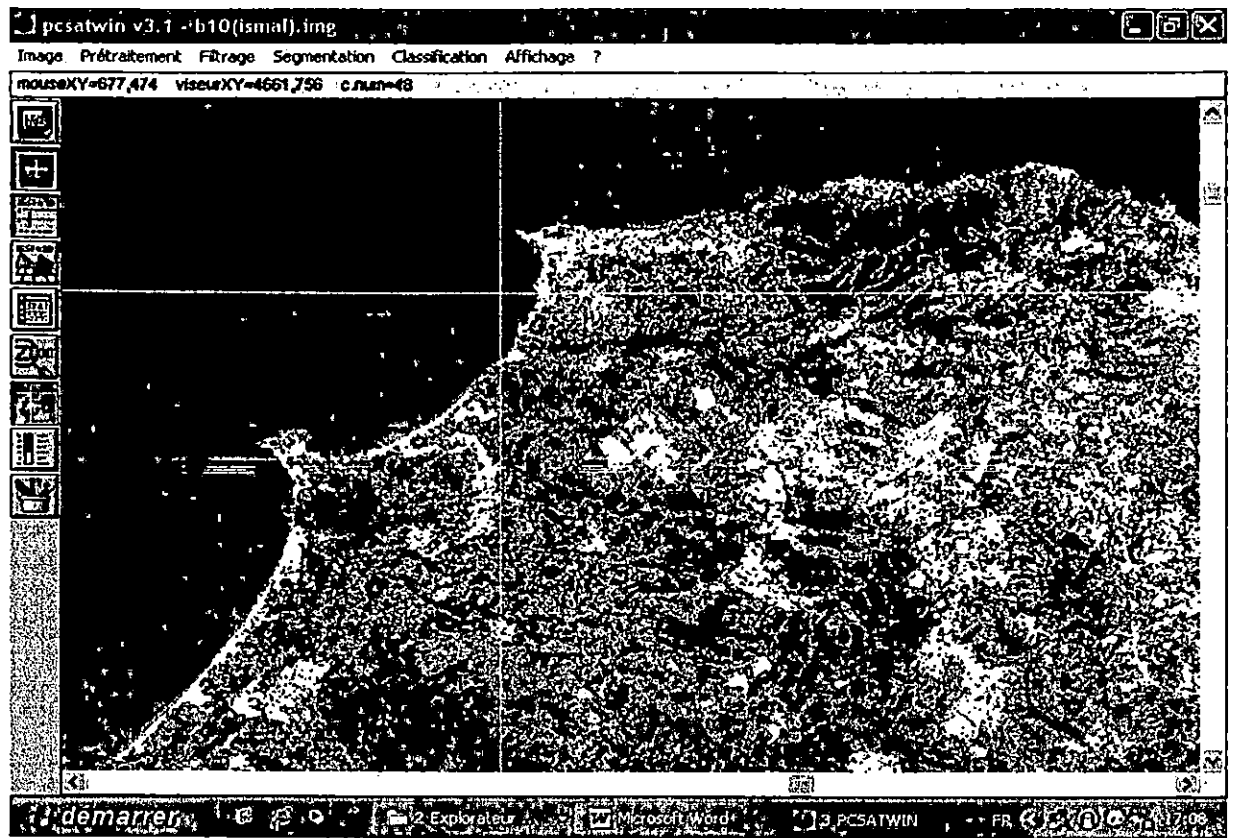 pcsatwin v3.1 - b10(ismal).img
Image Prétraitement Filtrage Segmentation Classification Affichage ?
mouseXY=677,474 viseurXY=4661,756 c.num=48
démarrer 2 Explorateur Microsoft Word 3 PCSATWIN FR 17:08